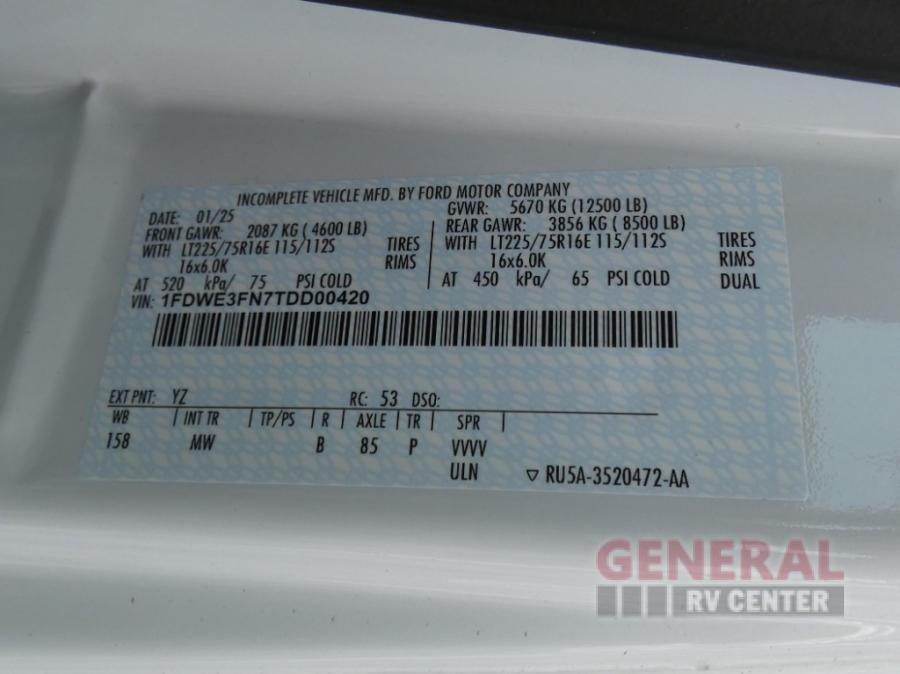 INCOMPLETE VEHICLE MFD. BY FORD MOTOR COMPANY
DATE: 01/25 GVWR: 5670 KG (12500 LB)
FRONT GAWR: 2087 KG ( 4600 LB) REAR GAWR: 3856 KG ( 8500 LB)
WITH LT225/75R16E 115/112S TIRES WITH LT225/75R16E 115/112S TIRES
16x6.0K RIMS 16x6.0K RIMS
AT 520 kPa/ 75 PSI COLD AT 450 kPa/ 65 PSI COLD DUAL
VIN: 1FDWE3FN7TDD00420
EXT PNT: YZ RC: 53 DSO:
WB | INT TR | TP/PS | R | AXLE | TR | SPR |
158 MW B 85 P VVVV
ULN ▽ RU5A-3520472-AA
GENERAL
RV CENTER